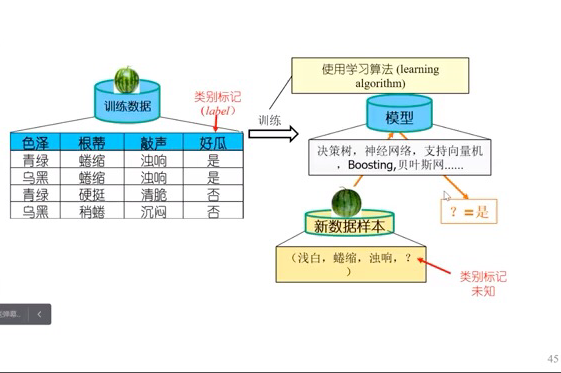 使用学习算法 (learning
algorithm)
训练数据
类别标记
(label)
训练
模型
色泽 根蒂 敲声 好瓜
青绿 蜷缩 浊响 是
乌黑 蜷缩 浊响 是
青绿 硬挺 清脆 否
乌黑 稍蜷 沉闷 否
决策树，神经网络，支持向量机
，Boosting,贝叶斯网......
？=是
新数据样本
（浅白，蜷缩，浊响，？
）
类别标记
未知
45